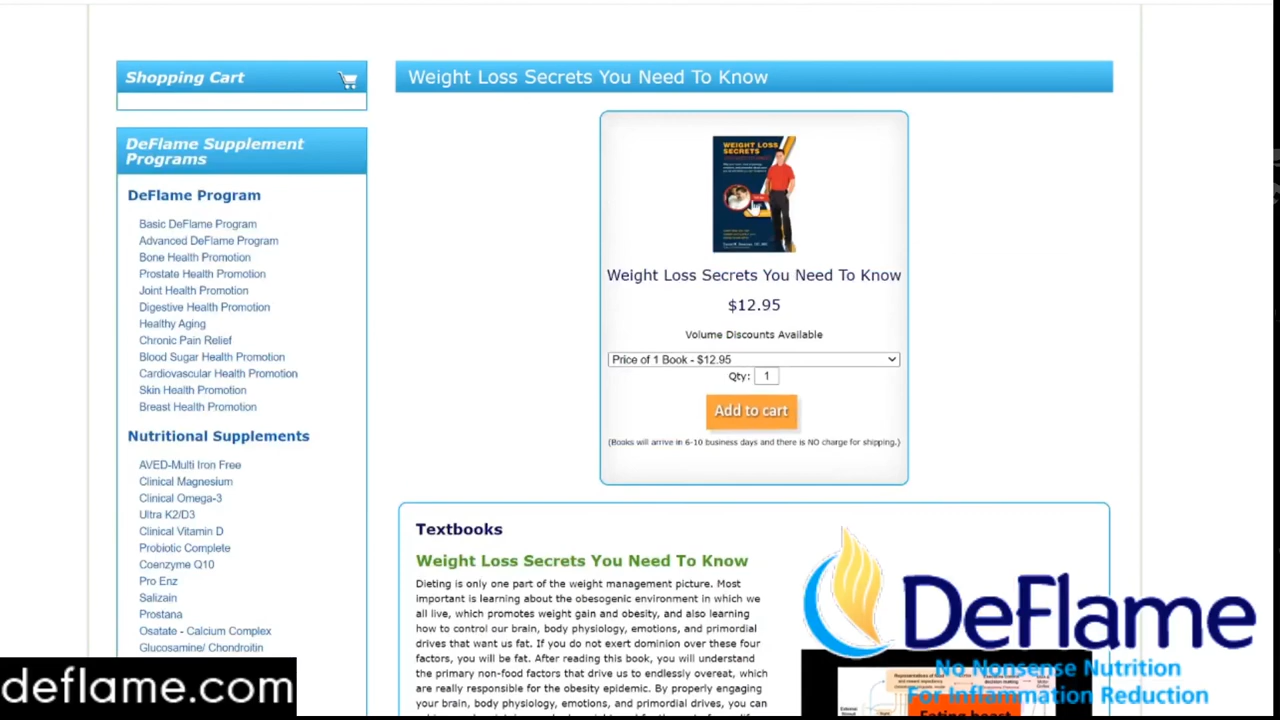 Shopping Cart
Weight Loss Secrets You Need To Know
DeFlame Supplement
Programs
DeFlame Program
Basic DeFlame Program
Advanced DeFlame Program
Bone Health Promotion
Prostate Health Promotion
Joint Health Promotion
Digestive Health Promotion
Healthy Aging
Chronic Pain Relief
Blood Sugar Health Promotion
Cardiovascular Health Promotion
Skin Health Promotion
Breast Health Promotion
Nutritional Supplements
AVED-Multi Iron Free
Clinical Magnesium
Clinical Omega-3
Ultra K2/D3
Clinical Vitamin D
Probiotic Complete
Coenzyme Q10
Pro Enz
Salizain
Prostana
Osatate - Calcium Complex
Glucosamine/ Chondroitin
WEIGHT LOSS
SECRETS
Weight Loss Secrets You Need To Know
$12.95
Volume Discounts Available
Price of 1 Book - $12.95
Qty: 1
Add to cart
(Books will arrive in 6-10 business days and there is NO charge for shipping.)
Textbooks
Weight Loss Secrets You Need To Know
Dieting is only one part of the weight management picture. Most
important is learning about the obesogenic environment in which we
all live, which promotes weight gain and obesity, and also learning
how to control our brain, body physiology, emotions, and primordial
drives that want us fat. If you do not exert dominion over these four
factors, you will be fat. After reading this book, you will understand
the primary non-food factors that drive us to endlessly overeat, which
are really responsible for the obesity epidemic. By properly engaging
your brain, body physiology, emotions, and primordial drives, you can
DeFlame
No Nonsense Nutrition
For Inflammation Reduction
Eating beast
deflame.com